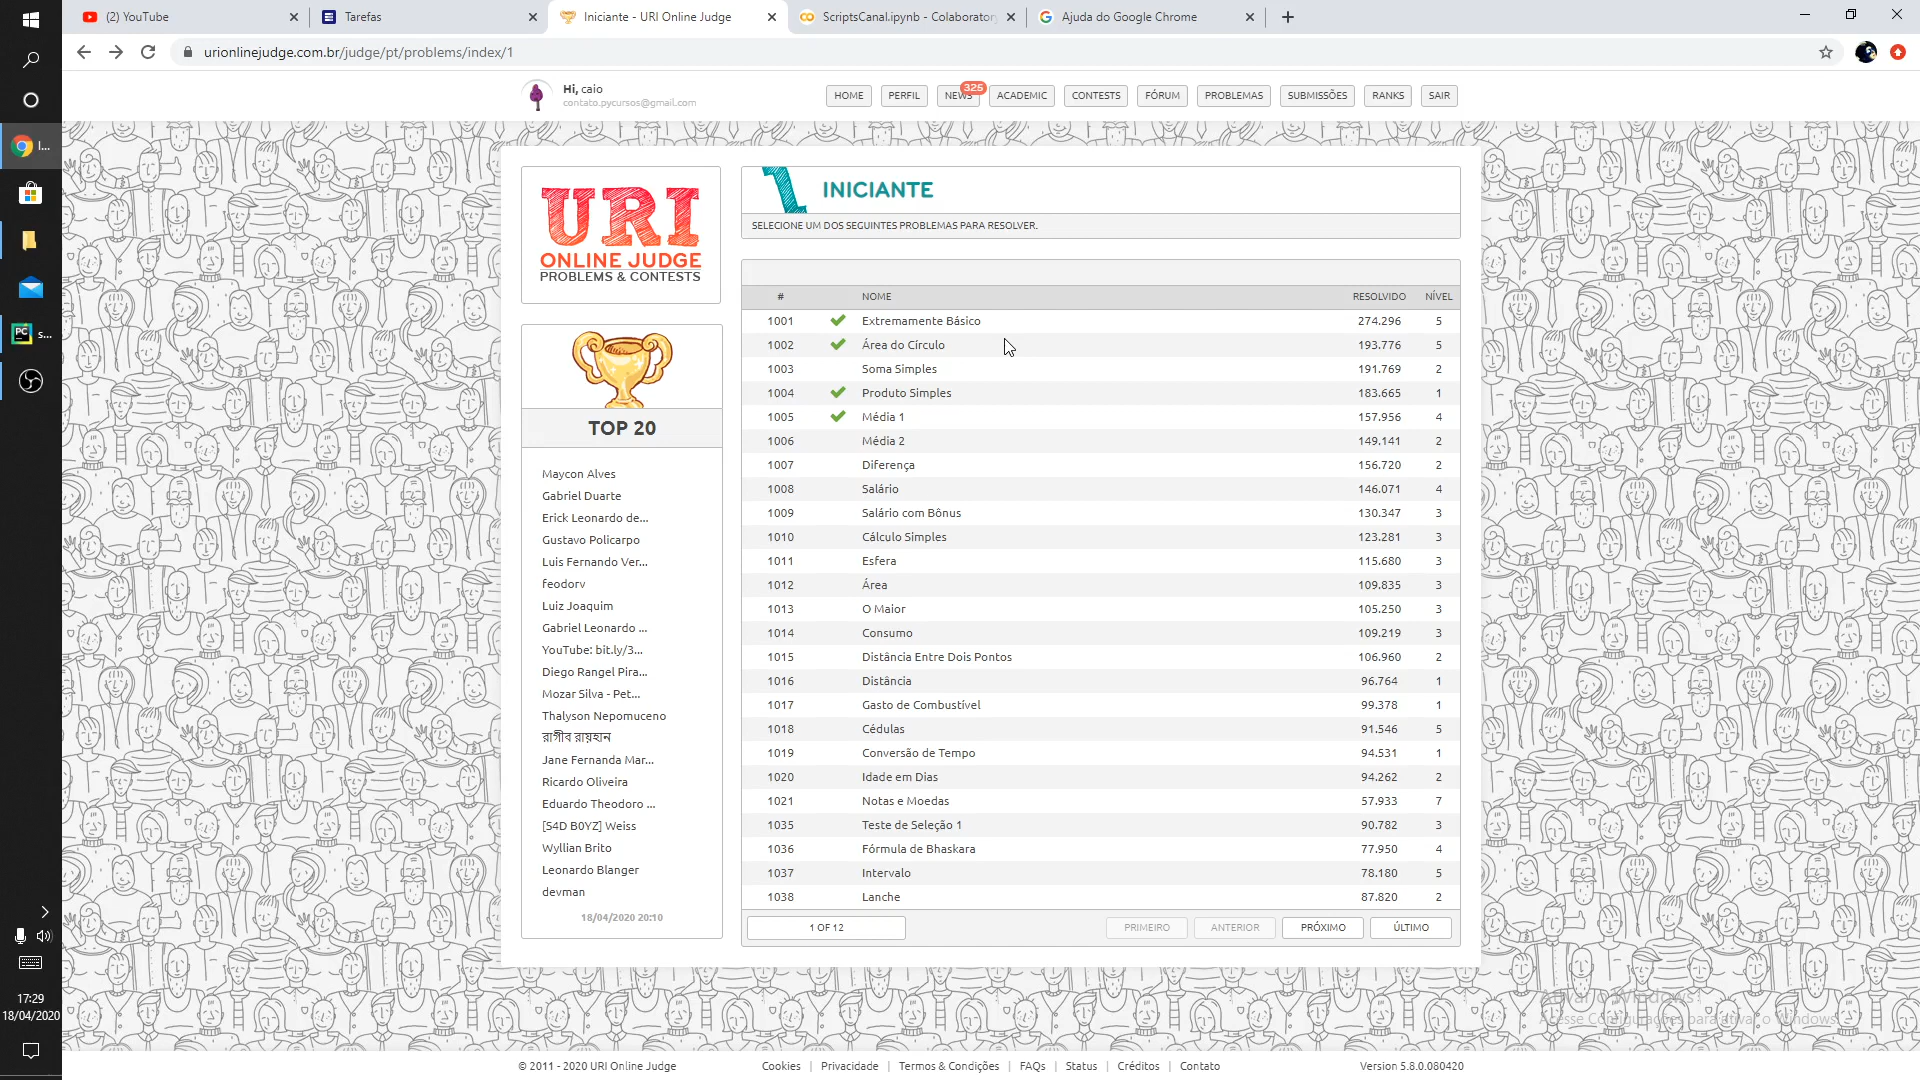 (2) YouTube
Tarefas
Iniciante - URI Online Judge
ScriptsCanal.ipynb - Colaboratory
Ajuda do Google Chrome
urionlinejudge.com.br/judge/pt/problems/index/1
Hi, caio
contato.pycursos@gmail.com
HOME
PERFIL
NEWS
325
ACADEMIC
CONTESTS
FÓRUM
PROBLEMAS
SUBMISSÕES
RANKS
SAIR
URI
ONLINE JUDGE
PROBLEMS & CONTESTS
1 INICIANTE
SELECIONE UM DOS SEGUINTES PROBLEMAS PARA RESOLVER.
# NOME RESOLVIDO NÍVEL
1001 Extremamente Básico 274.296 5
1002 Área do Círculo 193.776 5
1003 Soma Simples 191.769 2
1004 Produto Simples 183.665 1
1005 Média 1 157.956 4
1006 Média 2 149.141 2
1007 Diferença 156.720 2
1008 Salário 146.071 4
1009 Salário com Bônus 130.347 3
1010 Cálculo Simples 123.281 3
1011 Esfera 115.680 3
1012 Área 109.835 3
1013 O Maior 105.250 3
1014 Consumo 109.219 3
1015 Distância Entre Dois Pontos 106.960 2
1016 Distância 96.764 1
1017 Gasto de Combustível 99.378 1
1018 Cédulas 91.546 5
1019 Conversão de Tempo 94.531 1
1020 Idade em Dias 94.262 2
1021 Notas e Moedas 57.933 7
1035 Teste de Seleção 1 90.782 3
1036 Fórmula de Bhaskara 77.950 4
1037 Intervalo 78.180 5
1038 Lanche 87.820 2
1 OF 12
PRIMEIRO
ANTERIOR
PRÓXIMO
ÚLTIMO
TOP 20
Maycon Alves
Gabriel Duarte
Erick Leonardo de...
Gustavo Policarpo
Luis Fernando Ver...
feodorv
Luiz Joaquim
Gabriel Leonardo ...
YouTube: bit.ly/3...
Diego Rangel Pira...
Mozar Silva - Pet...
Thalyson Nepomuceno
রাগীব রায়হান
Jane Fernanda Mar...
Ricardo Oliveira
Eduardo Theodoro ...
[S4D B0YZ] Weiss
Wyllian Brito
Leonardo Blanger
devman
18/04/2020 20:10
Ativar o Windows
Acesse Configurações para ativar o Windows.
© 2011 - 2020 URI Online Judge
Cookies | Privacidade | Termos & Condições | FAQs | Status | Créditos | Contato
Version 5.8.0.080420
I...
PC
s...
17:29
18/04/2020